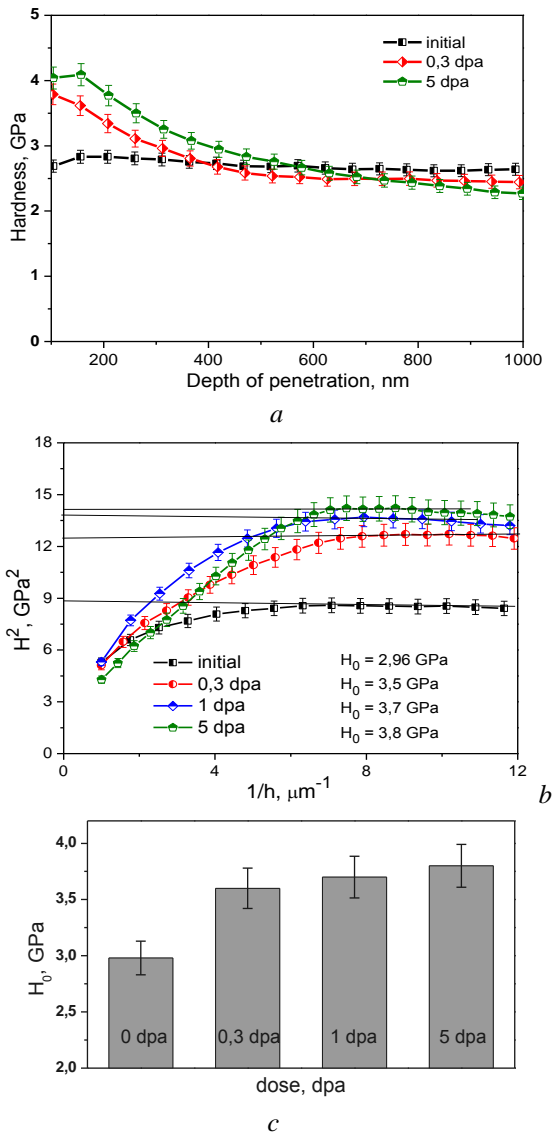 5
4
3
2
1
0
Hardness, GPa
initial
0,3 dpa
5 dpa
200 400 600 800 1000
Depth of penetration, nm
a
18
15
12
9
6
3
0
H², GPa²
initial
0,3 dpa
1 dpa
5 dpa
H₀ = 2,96 GPa
H₀ = 3,5 GPa
H₀ = 3,7 GPa
H₀ = 3,8 GPa
0 4 8 12
1/h, μm⁻¹
b
4,0
3,5
3,0
2,5
2,0
H₀, GPa
0 dpa 0,3 dpa 1 dpa 5 dpa
dose, dpa
c